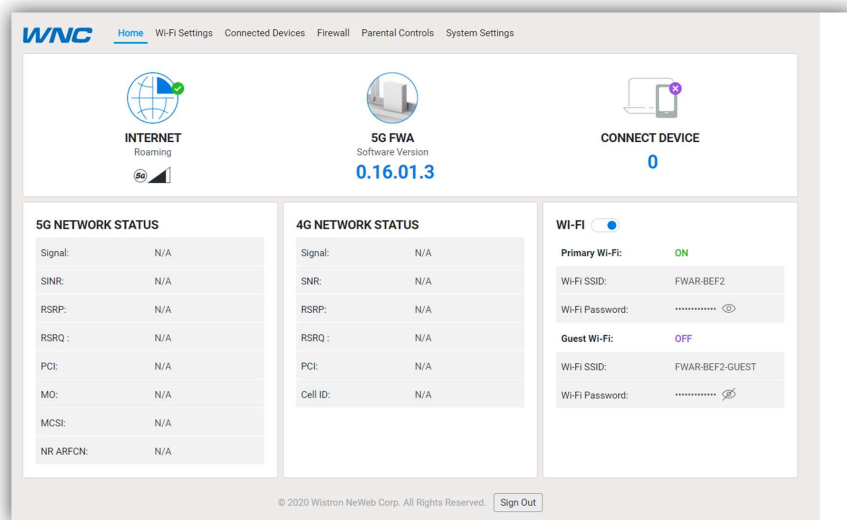 WNC Home Wi-Fi Settings Connected Devices Firewall Parental Controls System Settings
INTERNET
Roaming
5G
5G FWA
Software Version
0.16.01.3
CONNECT DEVICE
0
5G NETWORK STATUS
Signal: N/A
SINR: N/A
RSRP: N/A
RSRQ : N/A
PCI: N/A
MO: N/A
MCSI: N/A
NR ARFCN: N/A
4G NETWORK STATUS
Signal: N/A
SNR: N/A
RSRP: N/A
RSRQ : N/A
PCI: N/A
Cell ID: N/A
WI-FI
Primary Wi-Fi: ON
Wi-Fi SSID: FWAR-BEF2
Wi-Fi Password: •••••••••••••
Guest Wi-Fi: OFF
Wi-Fi SSID: FWAR-BEF2-GUEST
Wi-Fi Password: •••••••••••••
© 2020 Wistron NeWeb Corp. All Rights Reserved. Sign Out